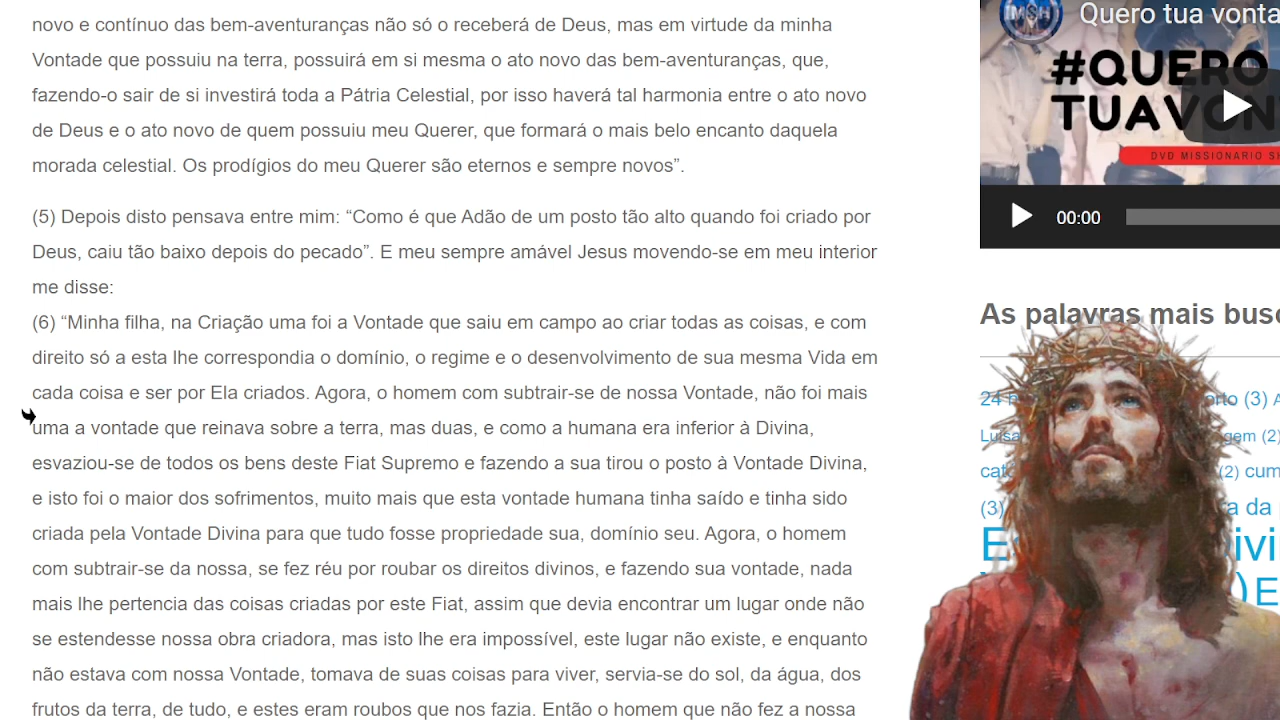 novo e contínuo das bem-aventuranças não só o receberá de Deus, mas em virtude da minha
Vontade que possuiu na terra, possuirá em si mesma o ato novo das bem-aventuranças, que,
fazendo-o sair de si investirá toda a Pátria Celestial, por isso haverá tal harmonia entre o ato novo
de Deus e o ato novo de quem possuiu meu Querer, que formará o mais belo encanto daquela
morada celestial. Os prodígios do meu Querer são eternos e sempre novos”.
(5) Depois disto pensava entre mim: “Como é que Adão de um posto tão alto quando foi criado por
Deus, caiu tão baixo depois do pecado”. E meu sempre amável Jesus movendo-se em meu interior
me disse:
(6) “Minha filha, na Criação uma foi a Vontade que saiu em campo ao criar todas as coisas, e com
direito só a esta lhe correspondia o domínio, o regime e o desenvolvimento de sua mesma Vida em
cada coisa e ser por Ela criados. Agora, o homem com subtrair-se de nossa Vontade, não foi mais
uma a vontade que reinava sobre a terra, mas duas, e como a humana era inferior à Divina,
esvaziou-se de todos os bens deste Fiat Supremo e fazendo a sua tirou o posto à Vontade Divina,
e isto foi o maior dos sofrimentos, muito mais que esta vontade humana tinha saído e tinha sido
criada pela Vontade Divina para que tudo fosse propriedade sua, domínio seu. Agora, o homem
com subtrair-se da nossa, se fez réu por roubar os direitos divinos, e fazendo sua vontade, nada
mais lhe pertencia das coisas criadas por este Fiat, assim que devia encontrar um lugar onde não
se estendesse nossa obra criadora, mas isto lhe era impossível, este lugar não existe, e enquanto
não estava com nossa Vontade, tomava de suas coisas para viver, servia-se do sol, da água, dos
frutos da terra, de tudo, e estes eram roubos que nos fazia. Então o homem que não fez a nossa
IMSH
Quero tua vonta
#QUERO
TUAVON
DVD MISSIONARIO SH
00:00
As palavras mais busc
24 (3)
Luisa (2)
(2) cum
(3) a da